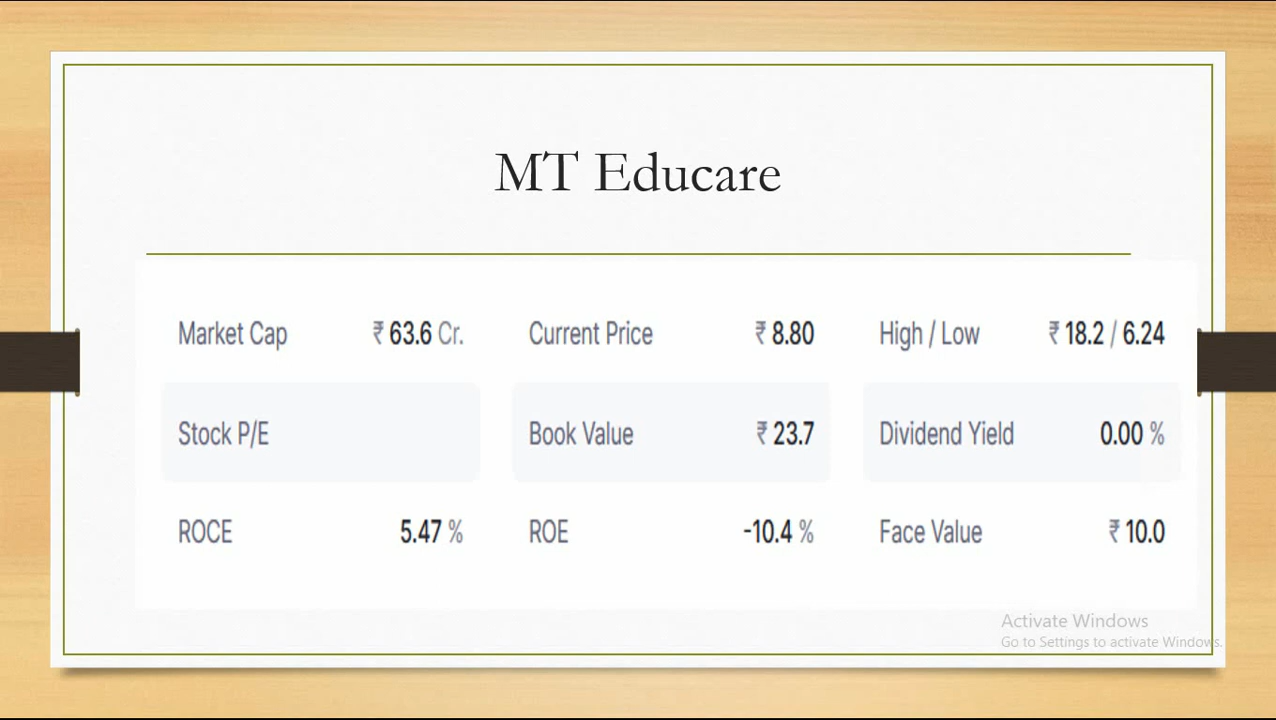 MT Educare
Market Cap ₹ 63.6 Cr. Current Price ₹ 8.80 High / Low ₹ 18.2 / 6.24
Stock P/E Book Value ₹ 23.7 Dividend Yield 0.00 %
ROCE 5.47 % ROE -10.4 % Face Value ₹ 10.0
Activate Windows
Go to Settings to activate Windows.